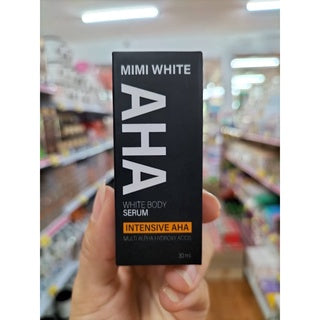 MIMI WHITE
AHA
WHITE BODY
SERUM
INTENSIVE AHA
MULTI ALPHA HYDROXY ACIDS
30 ml